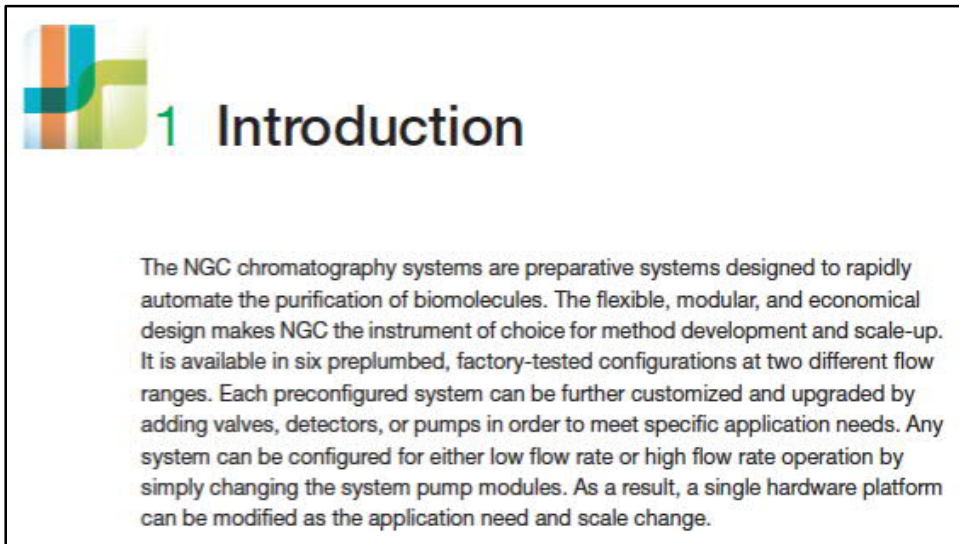 1 Introduction
The NGC chromatography systems are preparative systems designed to rapidly
automate the purification of biomolecules. The flexible, modular, and economical
design makes NGC the instrument of choice for method development and scale-up.
It is available in six preplumbed, factory-tested configurations at two different flow
ranges. Each preconfigured system can be further customized and upgraded by
adding valves, detectors, or pumps in order to meet specific application needs. Any
system can be configured for either low flow rate or high flow rate operation by
simply changing the system pump modules. As a result, a single hardware platform
can be modified as the application need and scale change.